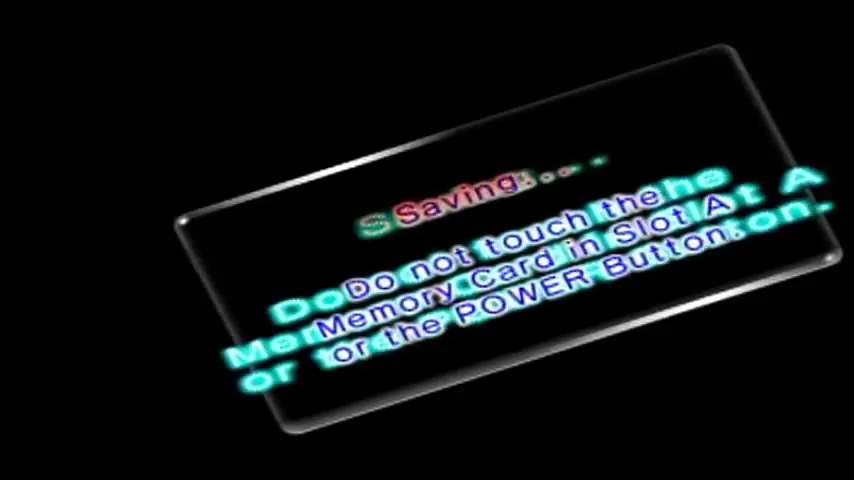 Saving...
Do not touch the
Memory Card in Slot A
or the POWER Button.